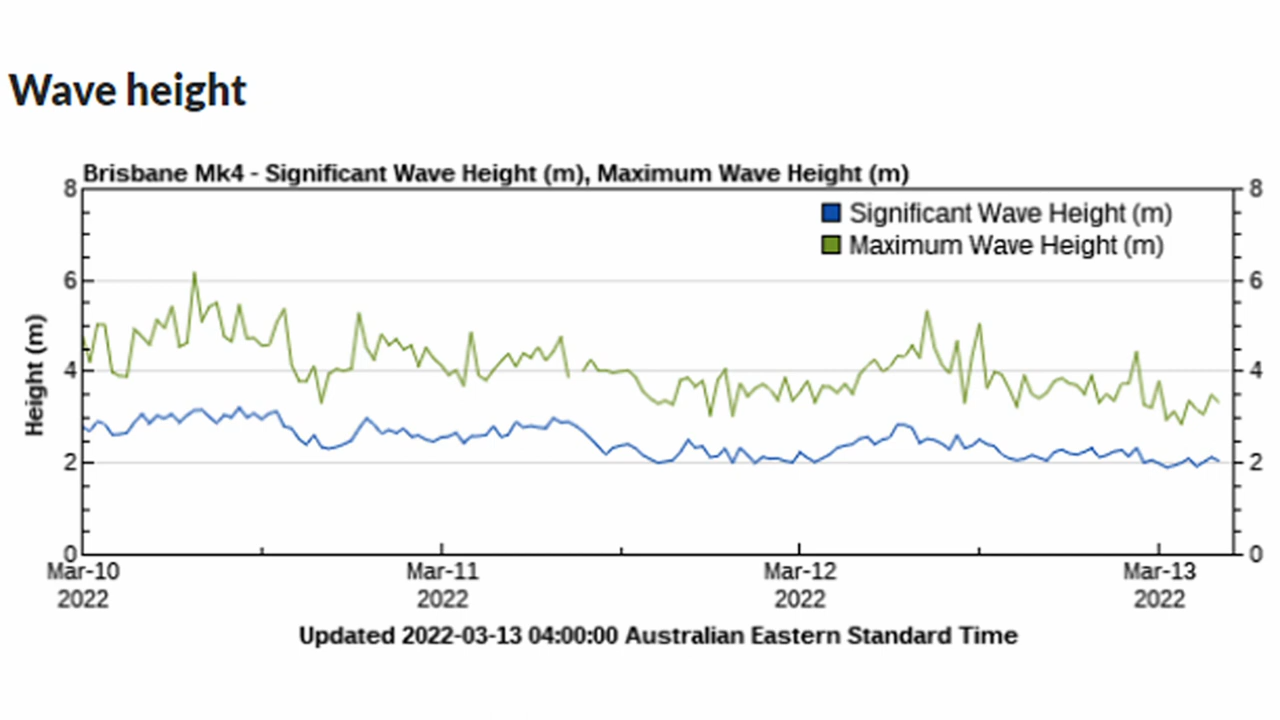 Wave height
Brisbane Mk4 - Significant Wave Height (m), Maximum Wave Height (m)
8 8
Significant Wave Height (m)
Maximum Wave Height (m)
6 6
Height (m)
4 4
2 2
0 0
Mar-10 Mar-11 Mar-12 Mar-13
2022 2022 2022 2022
Updated 2022-03-13 04:00:00 Australian Eastern Standard Time